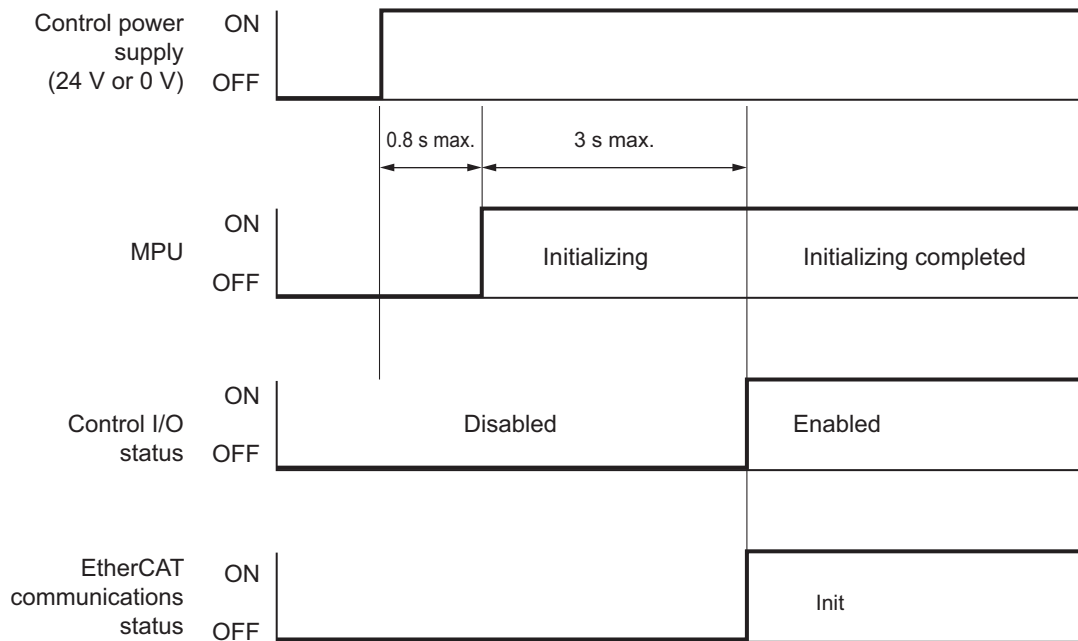 Control power
supply
(24 V or 0 V)
ON
OFF
0.8 s max.
3 s max.
MPU
ON
OFF
Initializing
Initializing completed
Control I/O
status
ON
OFF
Disabled
Enabled
EtherCAT
communications
status
ON
OFF
Init